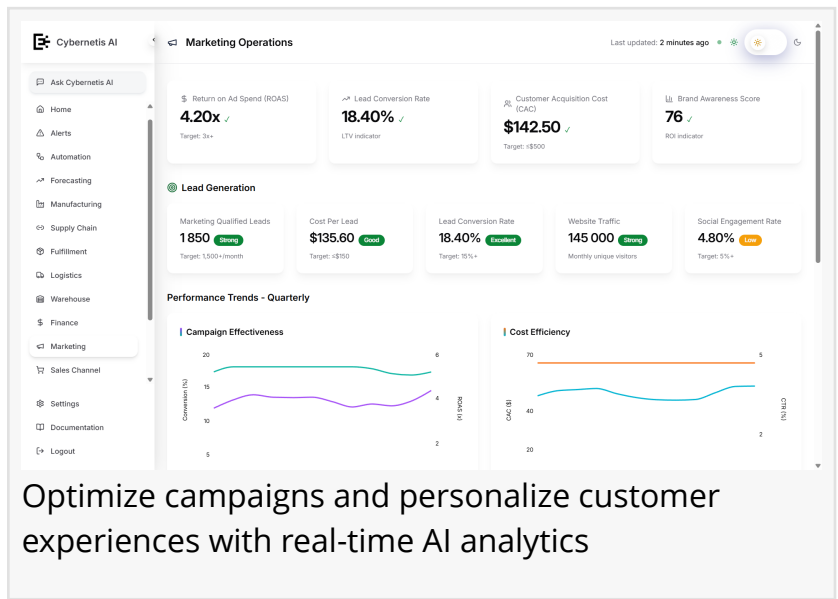 Cybernetis AI
Marketing Operations
Last updated: 2 minutes ago
Ask Cybernetis AI
Home
Alerts
Automation
Forecasting
Manufacturing
Supply Chain
Fulfillment
Logistics
Warehouse
Finance
Marketing
Sales Channel
Settings
Documentation
Logout
Return on Ad Spend (ROAS)
4.20x ✓
Target: 3x+
Lead Conversion Rate
18.40% ✓
LTV indicator
Customer Acquisition Cost
(CAC)
$142.50 ✓
Target: ≤$500
Brand Awareness Score
76 ✓
ROI indicator
Lead Generation
Marketing Qualified Leads
1 850 Strong
Target: 1,500+/month
Cost Per Lead
$135.60 Good
Target: ≤$150
Lead Conversion Rate
18.40% Excellent
Target: 15%+
Website Traffic
145 000 Strong
Monthly unique visitors
Social Engagement Rate
4.80% Low
Target: 5%+
Performance Trends - Quarterly
Campaign Effectiveness
20
15
10
5
Conversion (%)
6
4
2
ROAS (x)
Cost Efficiency
70
40
20
CAC ($)
5
2
CTR (%)
Optimize campaigns and personalize customer
experiences with real-time AI analytics